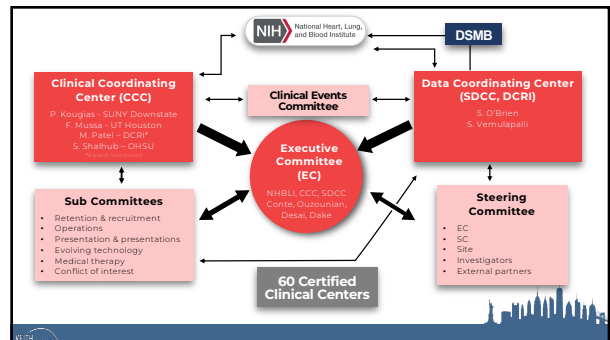 NIH
National Heart, Lung,
and Blood Institute
DSMB
Clinical Coordinating
Center (CCC)
P. Kougias - SUNY Downstate
F. Mussa - UT Houston
M. Patel – DCRI*
S. Shalhub – OHSU
*Award Institution
Clinical Events
Committee
Data Coordinating Center
(SDCC, DCRI)
S. O'Brien
S. Vemulapalli
Executive
Committee
(EC)
NHBLI, CCC, SDCC
Conte, Ouzounian,
Desai, Dake
Sub Committees
• Retention & recruitment
• Operations
• Presentation & presentations
• Evolving technology
• Medical therapy
• Conflict of interest
Steering
Committee
• EC
• SC
• Site
• Investigators
• External partners
60 Certified
Clinical Centers